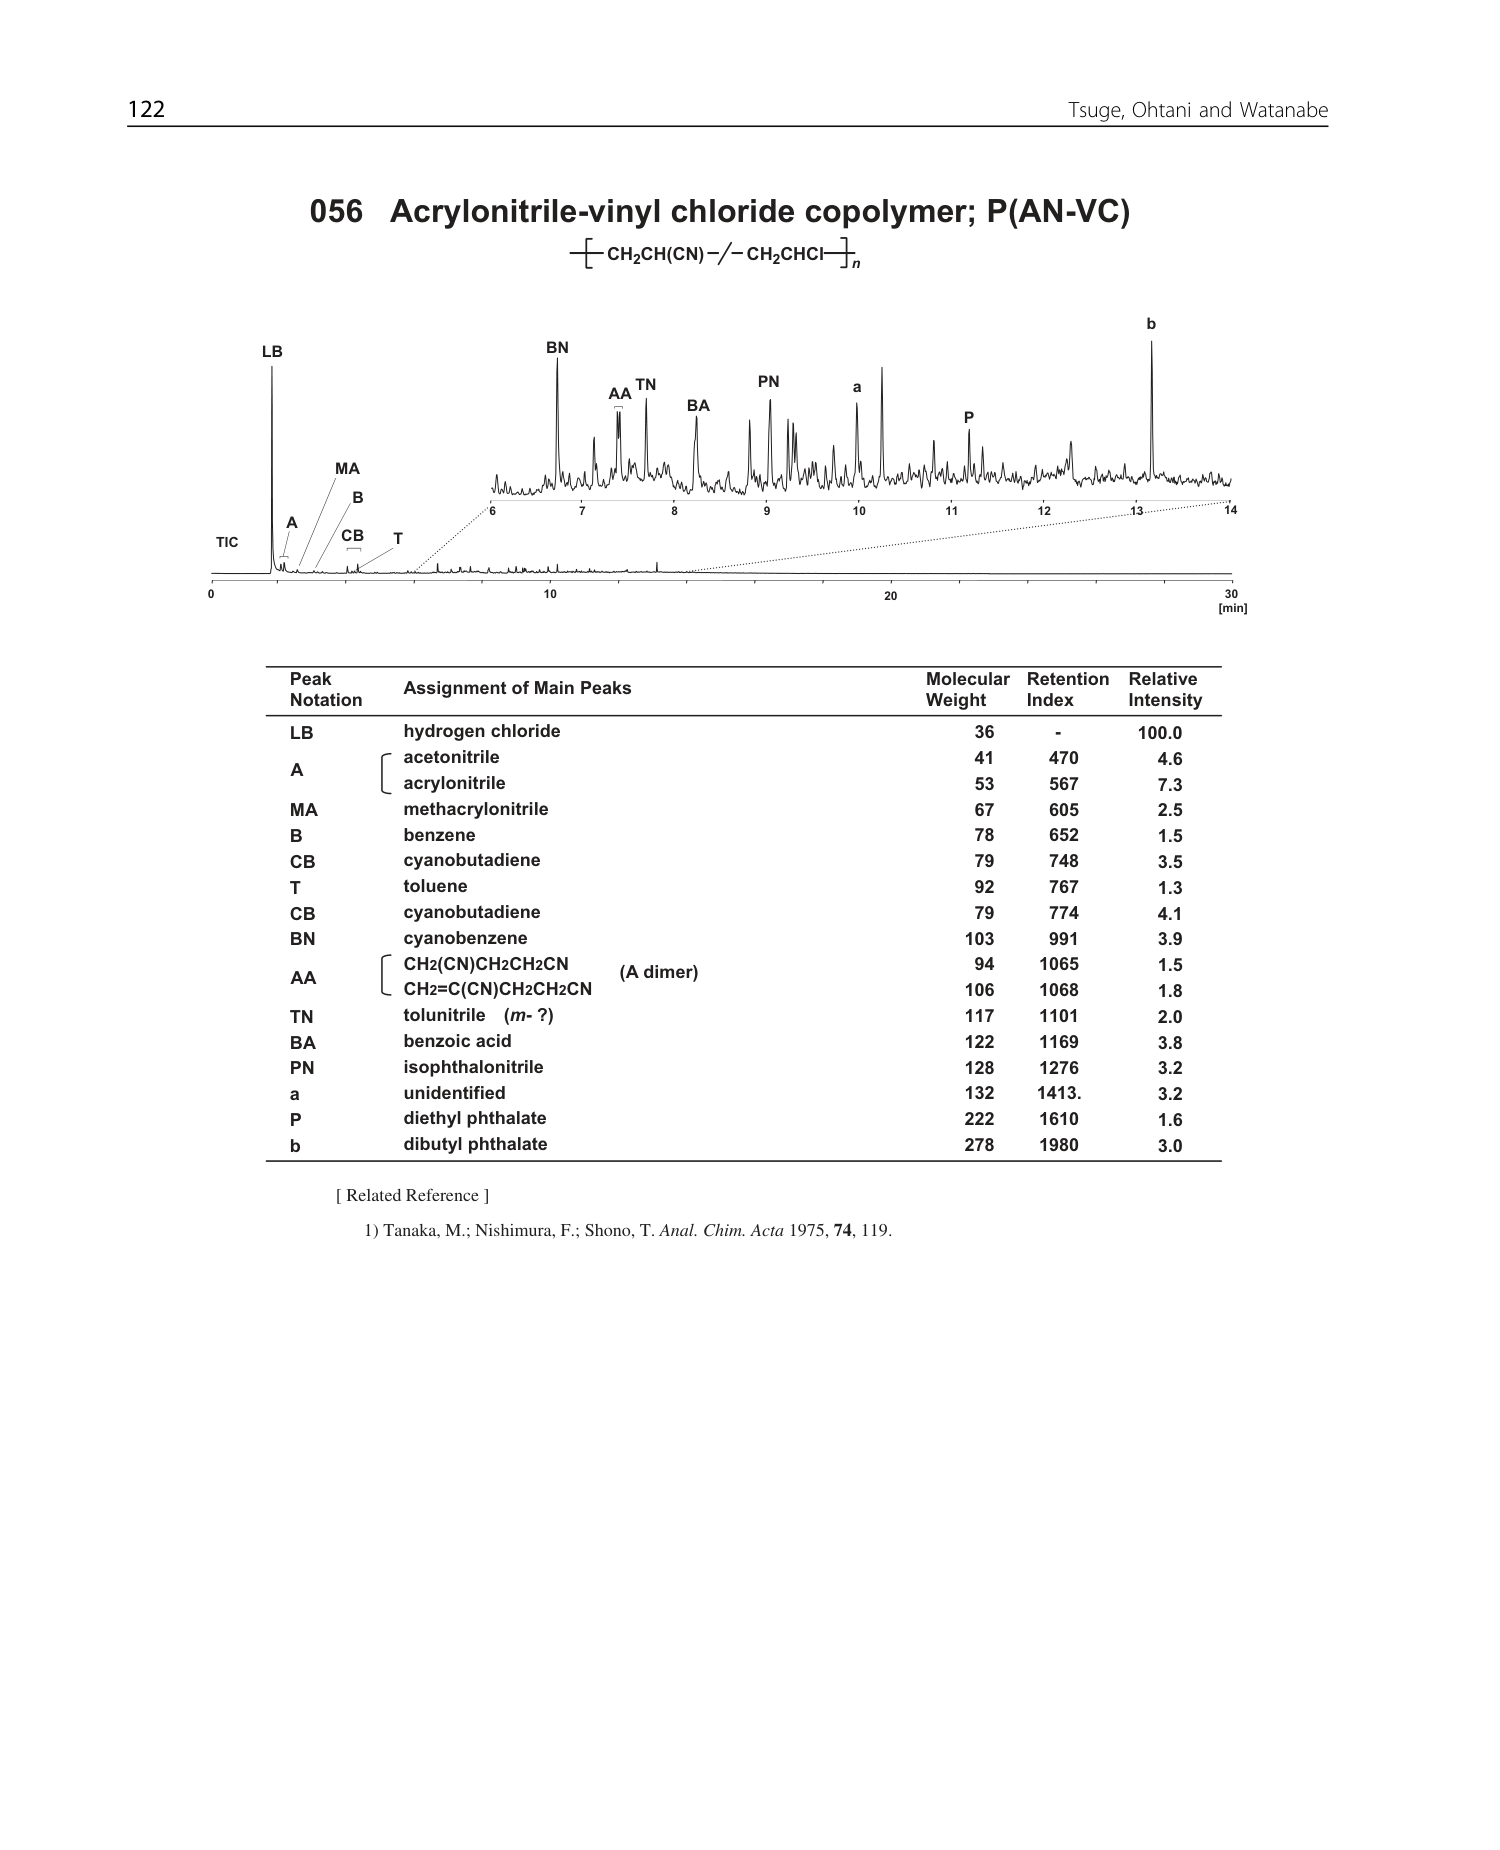 122 Tsuge, Ohtani and Watanabe
056 Acrylonitrile-vinyl chloride copolymer; P(AN-VC)
[ CH2CH(CN) / CH2CHCl ]n
b
LB BN
PN
TN a
AA
BA
P
MA
B
6 7 8 9 10 11 12 13 14
A
CB T
TIC
0 10 20 30
[min]
Peak Notation Assignment of Main Peaks Molecular Weight Retention Index Relative Intensity
LB hydrogen chloride 36 - 100.0
A acetonitrile 41 470 4.6
acrylonitrile 53 567 7.3
MA methacrylonitrile 67 605 2.5
B benzene 78 652 1.5
CB cyanobutadiene 79 748 3.5
T toluene 92 767 1.3
CB cyanobutadiene 79 774 4.1
BN cyanobenzene 103 991 3.9
AA CH2(CN)CH2CH2CN (A dimer) 94 1065 1.5
CH2=C(CN)CH2CH2CN 106 1068 1.8
TN tolunitrile (m- ?) 117 1101 2.0
BA benzoic acid 122 1169 3.8
PN isophthalonitrile 128 1276 3.2
a unidentified 132 1413. 3.2
P diethyl phthalate 222 1610 1.6
b dibutyl phthalate 278 1980 3.0
[ Related Reference ]
1) Tanaka, M.; Nishimura, F.; Shono, T. Anal. Chim. Acta 1975, 74, 119.